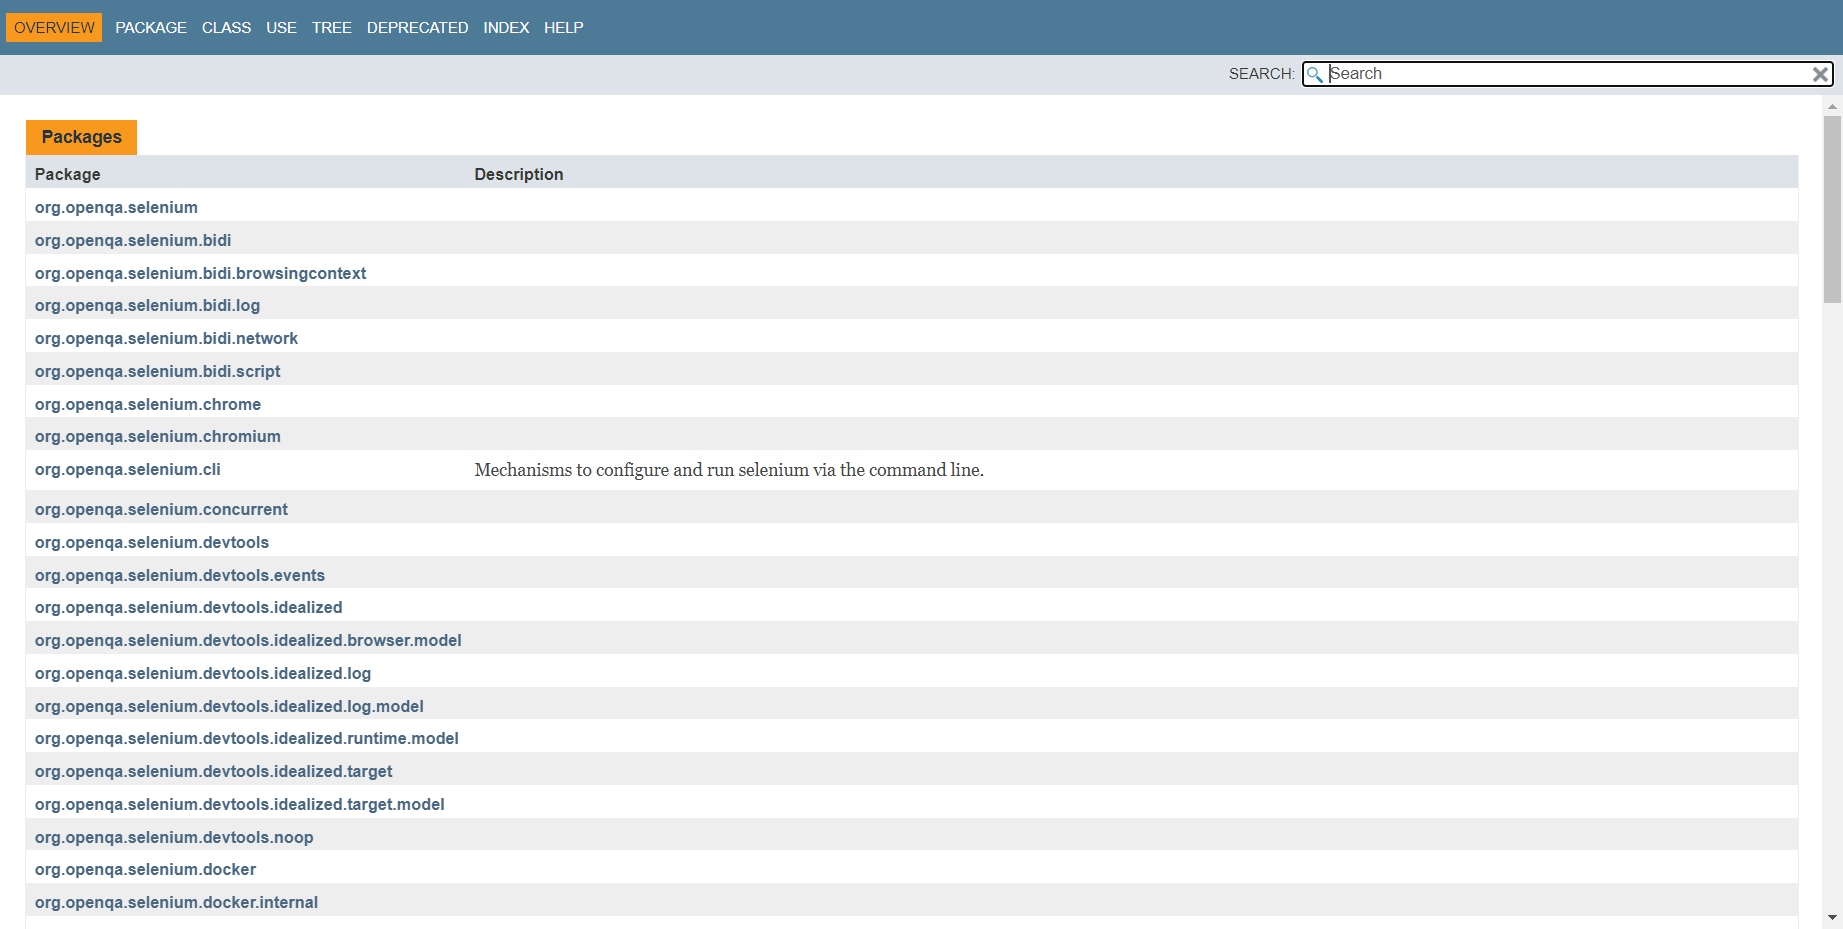 OVERVIEW PACKAGE CLASS USE TREE DEPRECATED INDEX HELP
SEARCH: Search
Packages
Package Description
org.openqa.selenium
org.openqa.selenium.bidi
org.openqa.selenium.bidi.browsingcontext
org.openqa.selenium.bidi.log
org.openqa.selenium.bidi.network
org.openqa.selenium.bidi.script
org.openqa.selenium.chrome
org.openqa.selenium.chromium
org.openqa.selenium.cli Mechanisms to configure and run selenium via the command line.
org.openqa.selenium.concurrent
org.openqa.selenium.devtools
org.openqa.selenium.devtools.events
org.openqa.selenium.devtools.idealized
org.openqa.selenium.devtools.idealized.browser.model
org.openqa.selenium.devtools.idealized.log
org.openqa.selenium.devtools.idealized.log.model
org.openqa.selenium.devtools.idealized.runtime.model
org.openqa.selenium.devtools.idealized.target
org.openqa.selenium.devtools.idealized.target.model
org.openqa.selenium.devtools.noop
org.openqa.selenium.docker
org.openqa.selenium.docker.internal